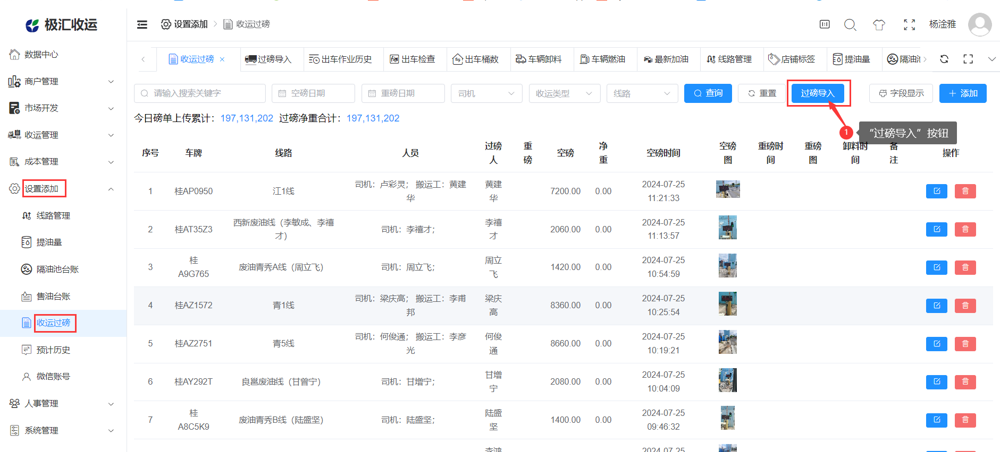 极汇收运
设置添加
收运过磅
杨淦雅
数据中心
商户管理
市场开发
收运管理
成本管理
设置添加
线路管理
提油量
隔油池台账
售油台账
收运过磅
预计历史
微信账号
人事管理
系统管理
收运过磅 × 过磅导入 出车作业历史 出车检查 出车桶数 车辆卸料 车辆燃油 最新加油 线路管理 店铺标签 提油量
请输入搜索关键字 空磅日期 重磅日期 司机 收运类型 线路 查询 重置 过磅导入 字段显示 添加
今日磅单上传累计： 197,131,202 过磅净重合计： 197,131,202
1 “过磅导入”按钮
序号 车牌 线路 人员 过磅人 重磅 空磅 净重 空磅时间 空磅图 重磅时间 重磅图 卸料时间 备注 操作
1 桂AP0950 江1线 司机：卢彩灵； 搬运工：黄建华 黄建华 7200.00 0.00 2024-07-25 11:21:33
2 桂AT35Z3 西新废油线（李敏成、李禧才） 司机：李禧才； 李禧才 2060.00 0.00 2024-07-25 11:13:57
3 桂A9G765 废油青秀A线（周立飞） 司机：周立飞； 周立飞 1420.00 0.00 2024-07-25 10:54:59
4 桂AZ1572 青1线 司机：梁庆高； 搬运工：李甫邦 梁庆高 8360.00 0.00 2024-07-25 10:25:54
5 桂AZ2751 青5线 司机：何俊通； 搬运工：李彦光 何俊通 8660.00 0.00 2024-07-25 10:19:21
6 桂AY292T 良邕废油线（甘曾宁） 司机：甘增宁； 甘增宁 2080.00 0.00 2024-07-25 10:04:09
7 桂A8C5K9 废油青秀B线（陆盛坚） 司机：陆盛坚； 陆盛坚 1400.00 0.00 2024-07-25 09:46:32
2024-07-25